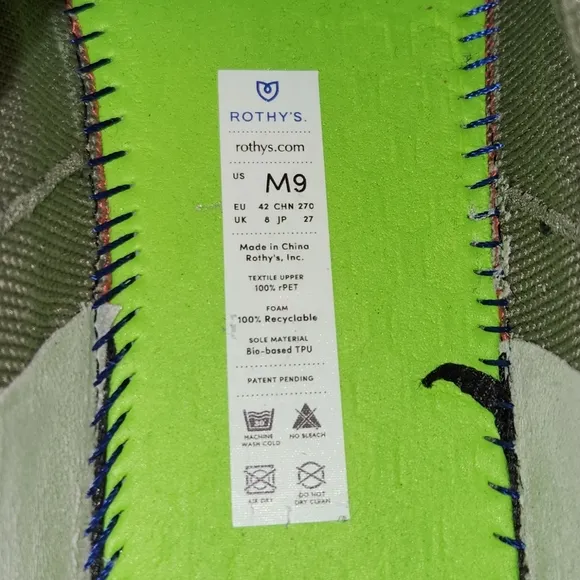 ROTHY'S.
rothys.com
US M9
EU 42 CHN 270
UK 8 JP 27
Made in China
Rothy's, Inc.
TEXTILE UPPER
100% rPET
FOAM
100% Recyclable
SOLE MATERIAL
Bio-based TPU
PATENT PENDING
30°
MACHINE NO BLEACH
WASH COLD
AIR DRY DO NOT
DRY CLEAN